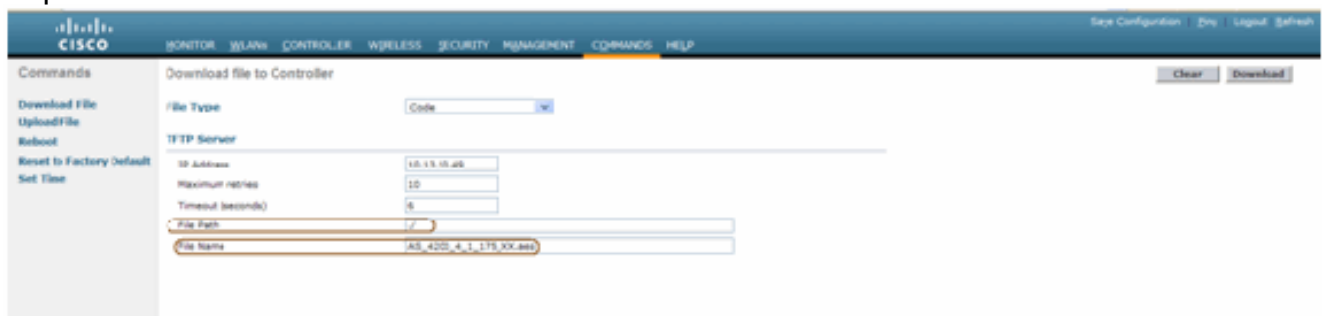 Save Configuration | Ping | Logout Refresh
CISCO
MONITOR WLANs CONTROLLER WIRELESS SECURITY MANAGEMENT COMMANDS HELP
Commands
Download file to Controller
Clear
Download
Download File
Upload File
Reboot
Reset to Factory Default
Set Time
File Type
Code
TFTP Server
IP Address
Maximum retries
10
Timeout (seconds)
6
File Path
/
File Name